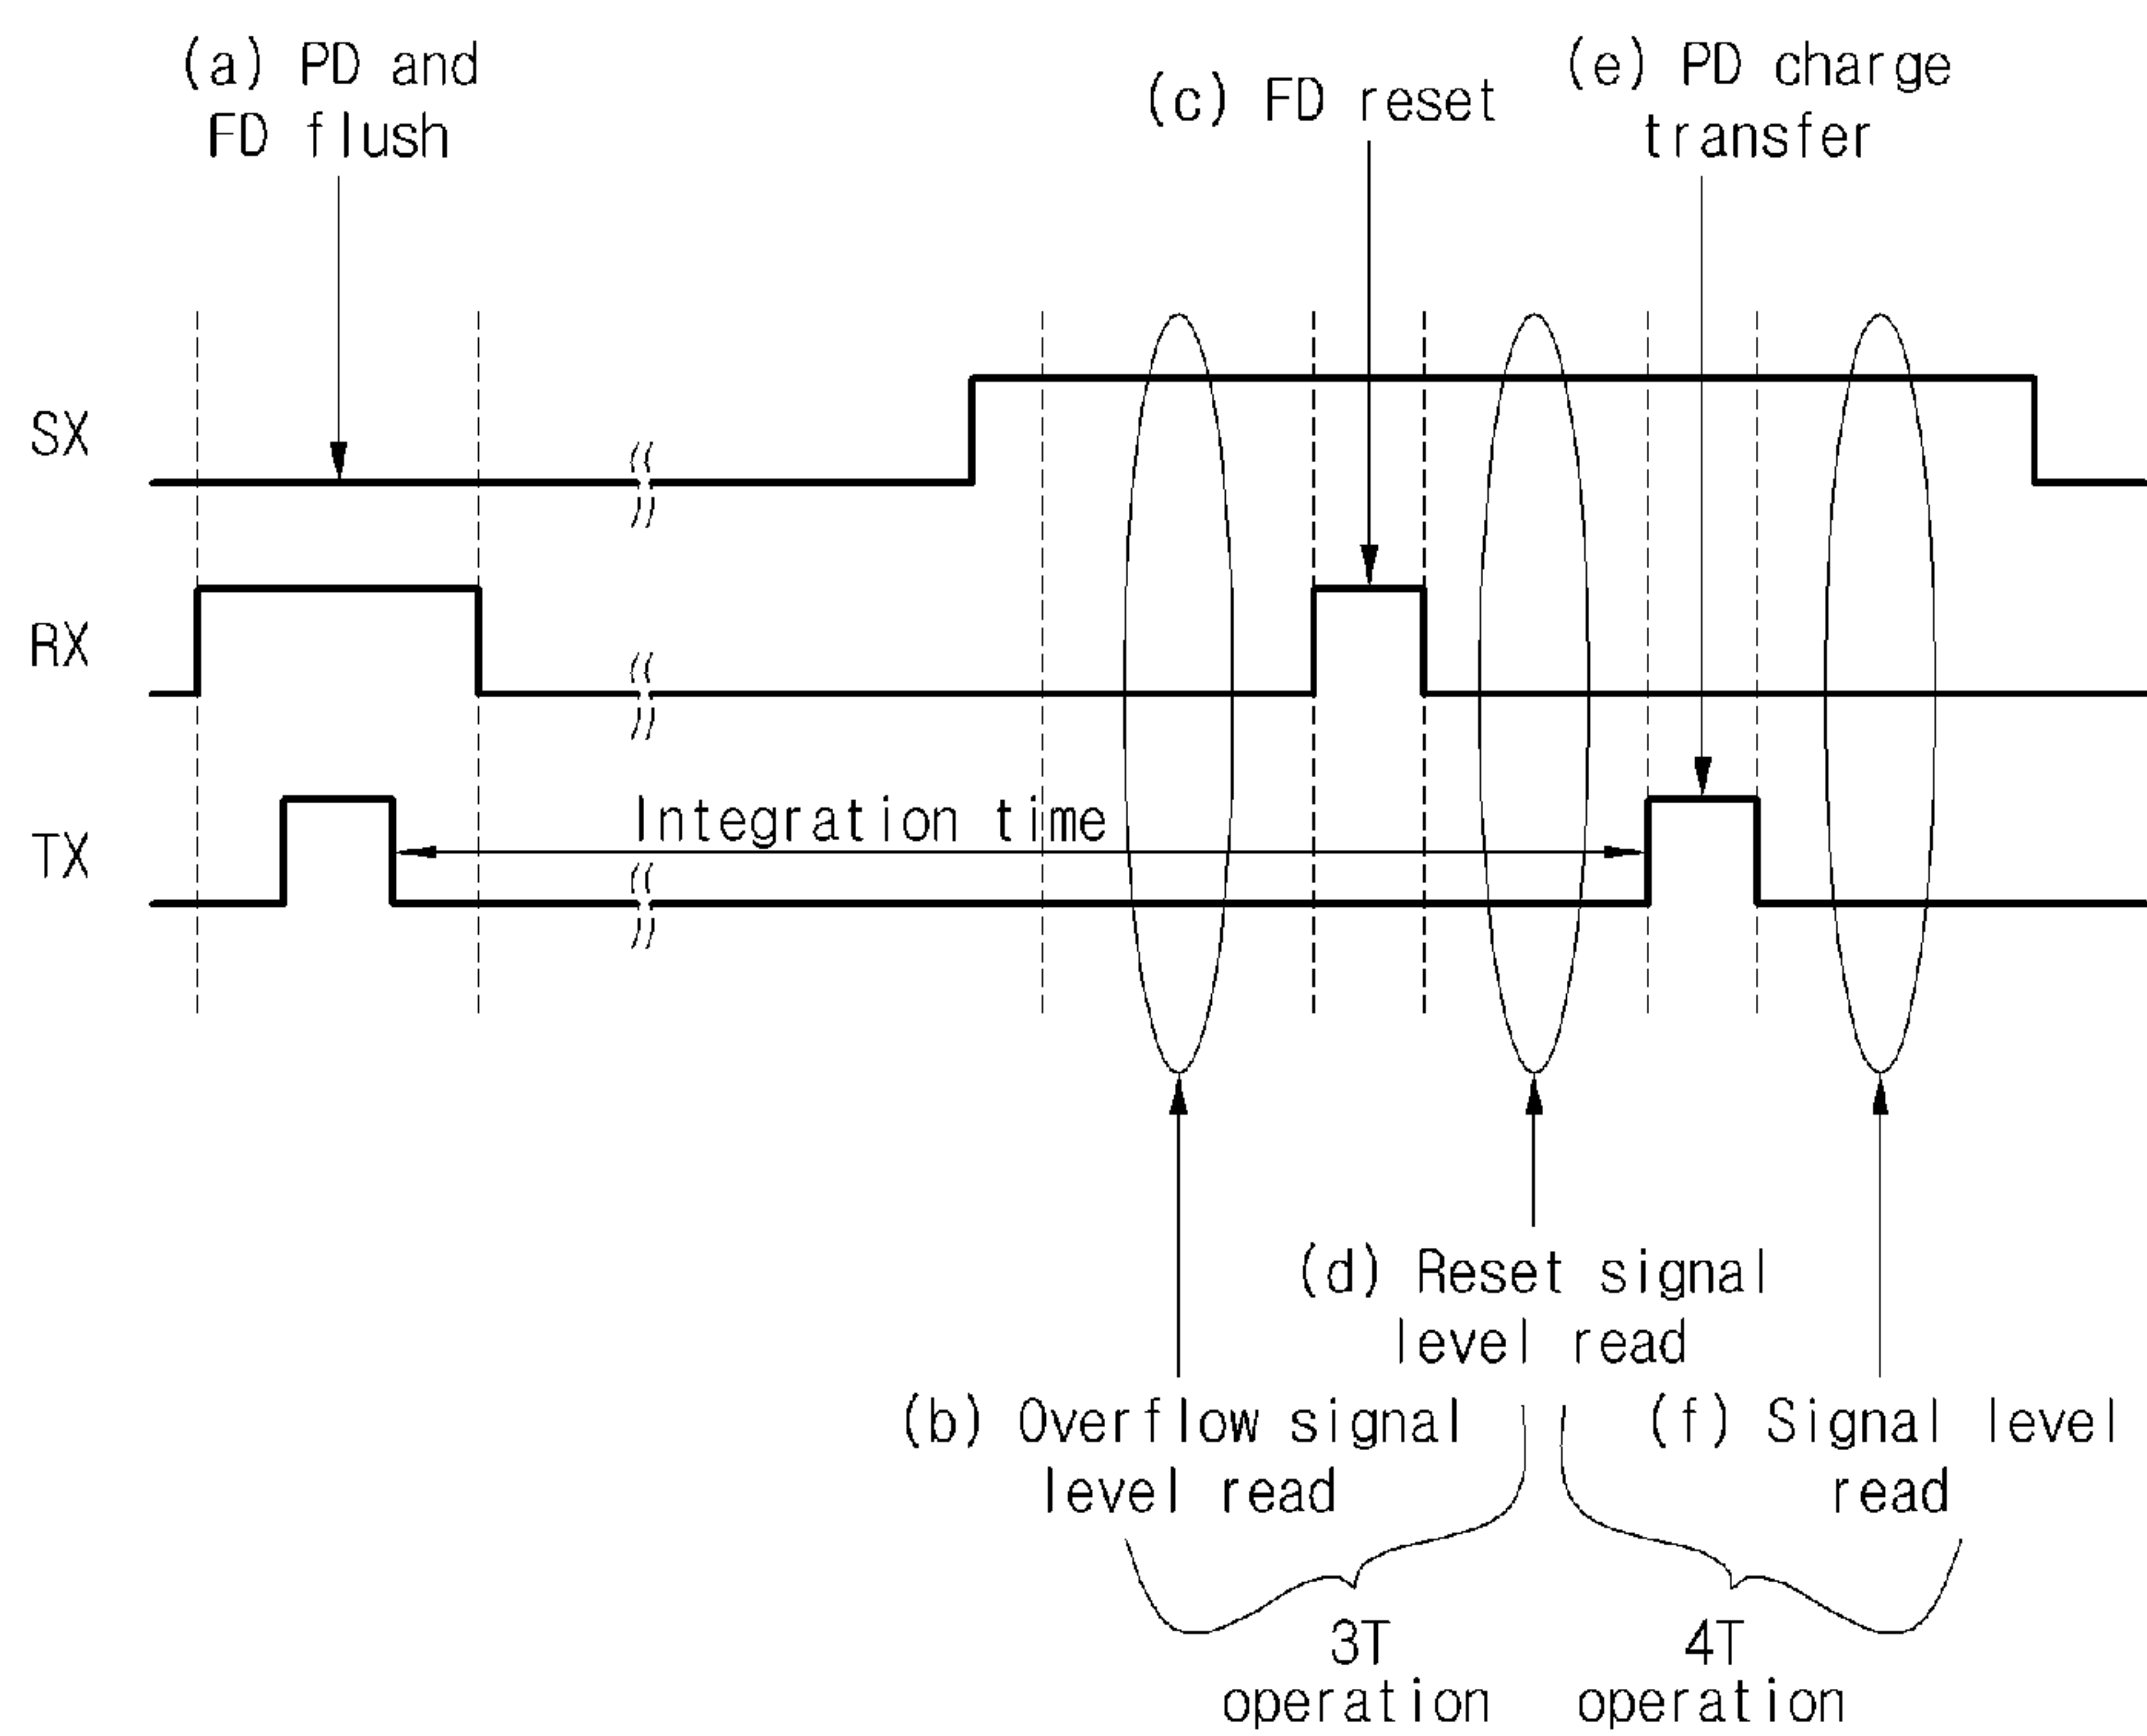 (a) PD and
FD flush
(c) FD reset
(e) PD charge
transfer
SX
RX
TX
Integration time
(d) Reset signal
level read
(b) Overflow signal
level read
(f) Signal level
read
3T
operation
4T
operation